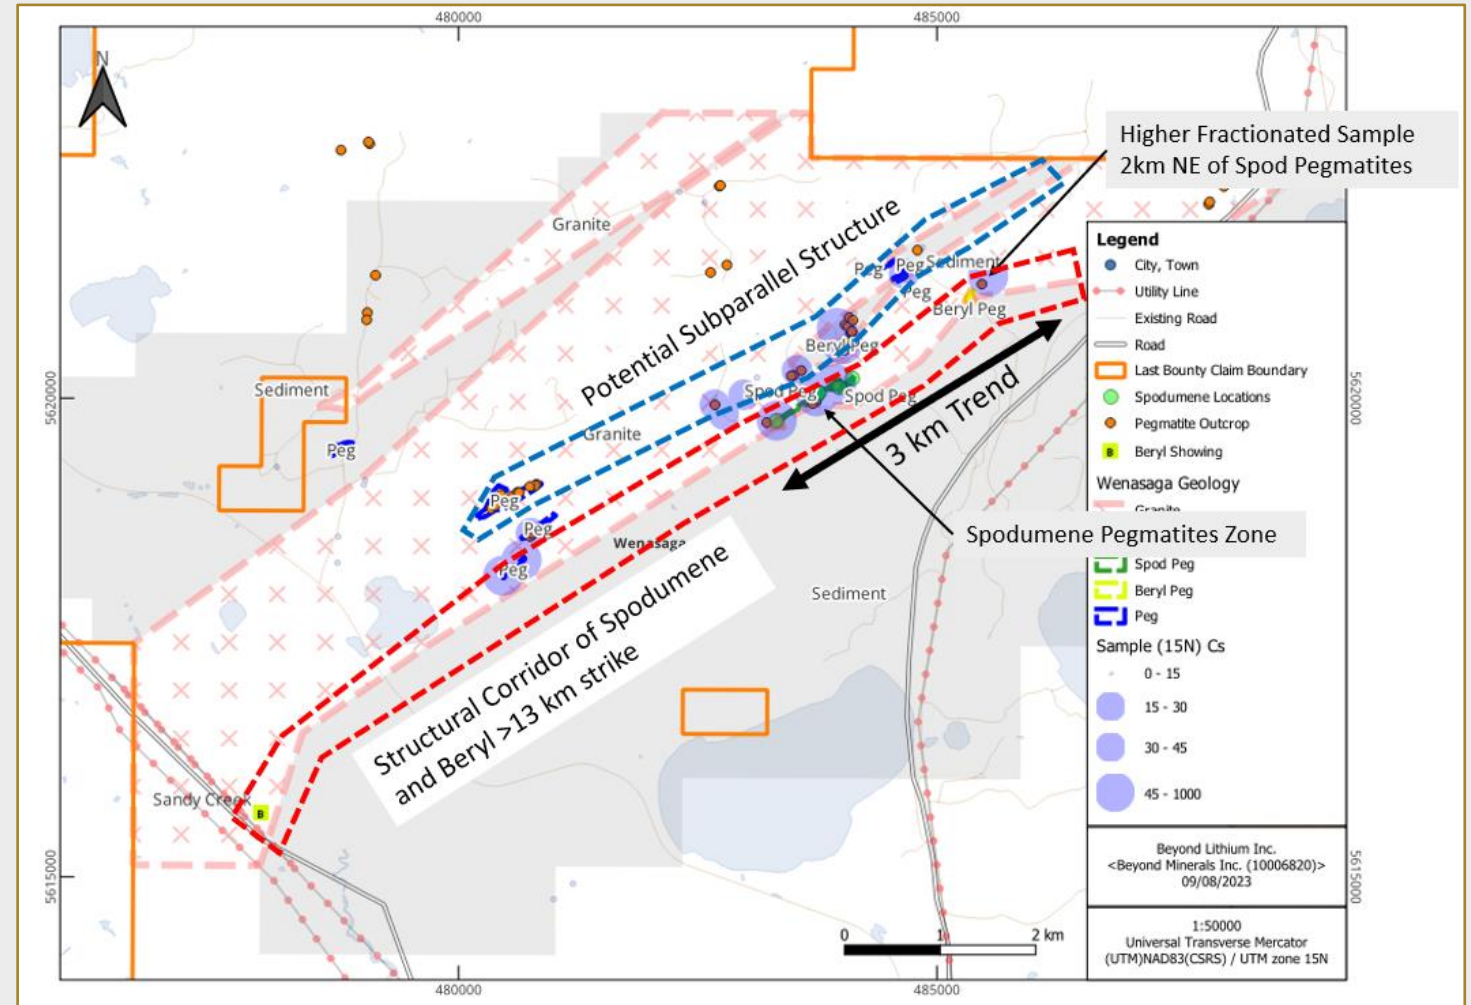 480000
485000
N
Higher Fractionated Sample
2km NE of Spod Pegmatites
Granite
Potential Subparallel Structure
Peg
Peg
Sediment
Peg
Beryl Peg
Beryl Peg
Sediment
Spod Peg
Spod Peg
Granite
3 km Trend
Peg
Peg
Peg
Peg
Wenasaga
Spodumene Pegmatites Zone
Sediment
Structural Corridor of Spodumene
and Beryl >13 km strike
Sandy Creek
B
5620000
5620000
5615000
5615000
Legend
City, Town
Utility Line
Existing Road
Road
Last Bounty Claim Boundary
Spodumene Locations
Pegmatite Outcrop
B
Beryl Showing
Wenasaga Geology
Granite
Spod Peg
Beryl Peg
Peg
Sample (15N) Cs
0 - 15
15 - 30
30 - 45
45 - 1000
Beyond Lithium Inc.
<Beyond Minerals Inc. (10006820)>
09/08/2023
1:50000
Universal Transverse Mercator
(UTM)NAD83(CSRS) / UTM zone 15N
0 1 2 km
480000
485000